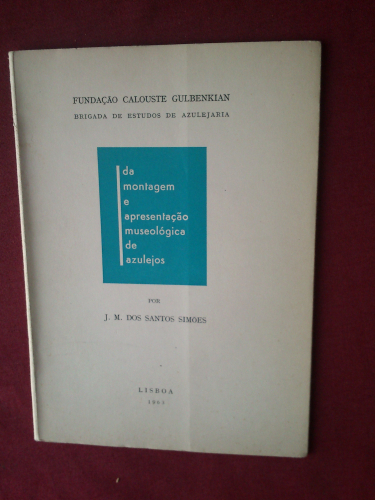 FUNDAÇÃO CALOUSTE GULBENKIAN
BRIGADA DE ESTUDOS DE AZULEJARIA
da
montagem
e
apresentação
museológica
de
azulejos
POR
J. M. DOS SANTOS SIMÕES
LISBOA